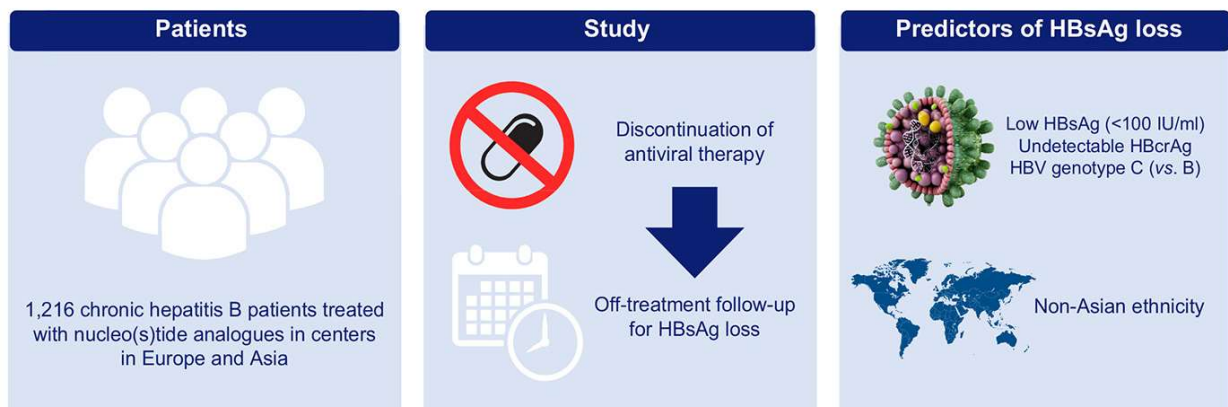 Patients
1,216 chronic hepatitis B patients treated
with nucleo(s)tide analogues in centers
in Europe and Asia
Study
Discontinuation of
antiviral therapy
Off-treatment follow-up
for HBsAg loss
Predictors of HBsAg loss
Low HBsAg (<100 IU/ml)
Undetectable HBcrAg
HBV genotype C (vs. B)
Non-Asian ethnicity